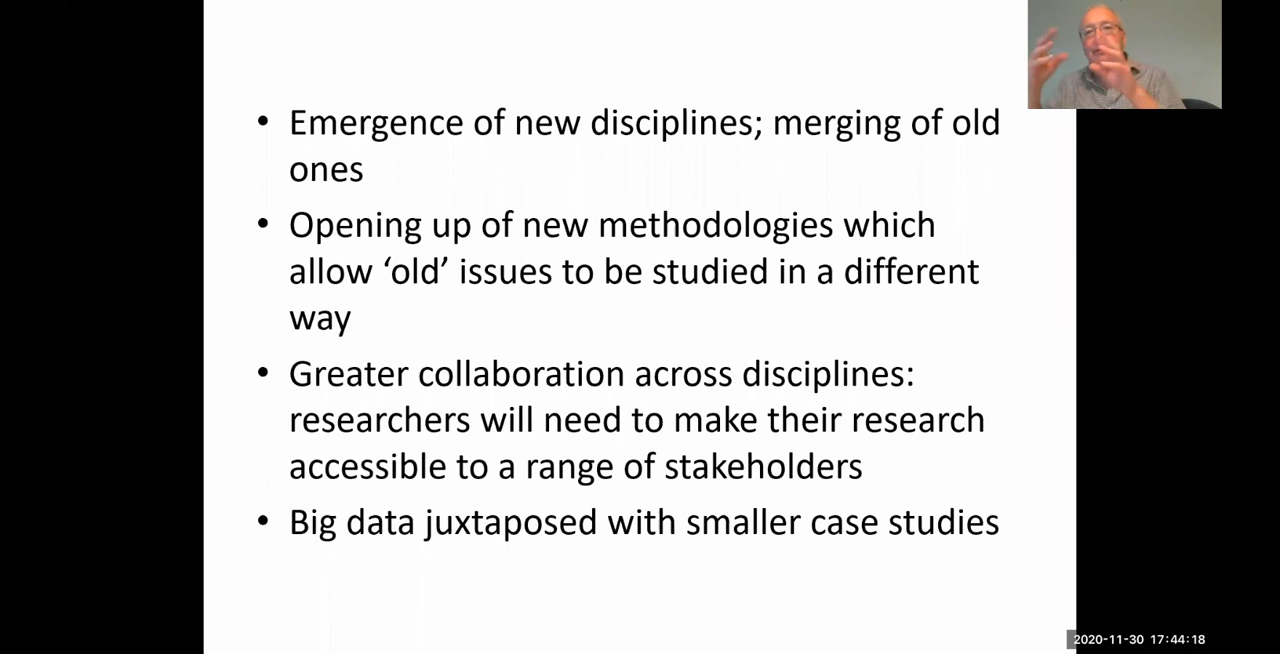 • Emergence of new disciplines; merging of old
ones
• Opening up of new methodologies which
allow ‘old’ issues to be studied in a different
way
• Greater collaboration across disciplines:
researchers will need to make their research
accessible to a range of stakeholders
• Big data juxtaposed with smaller case studies
2020-11-30 17:44:18